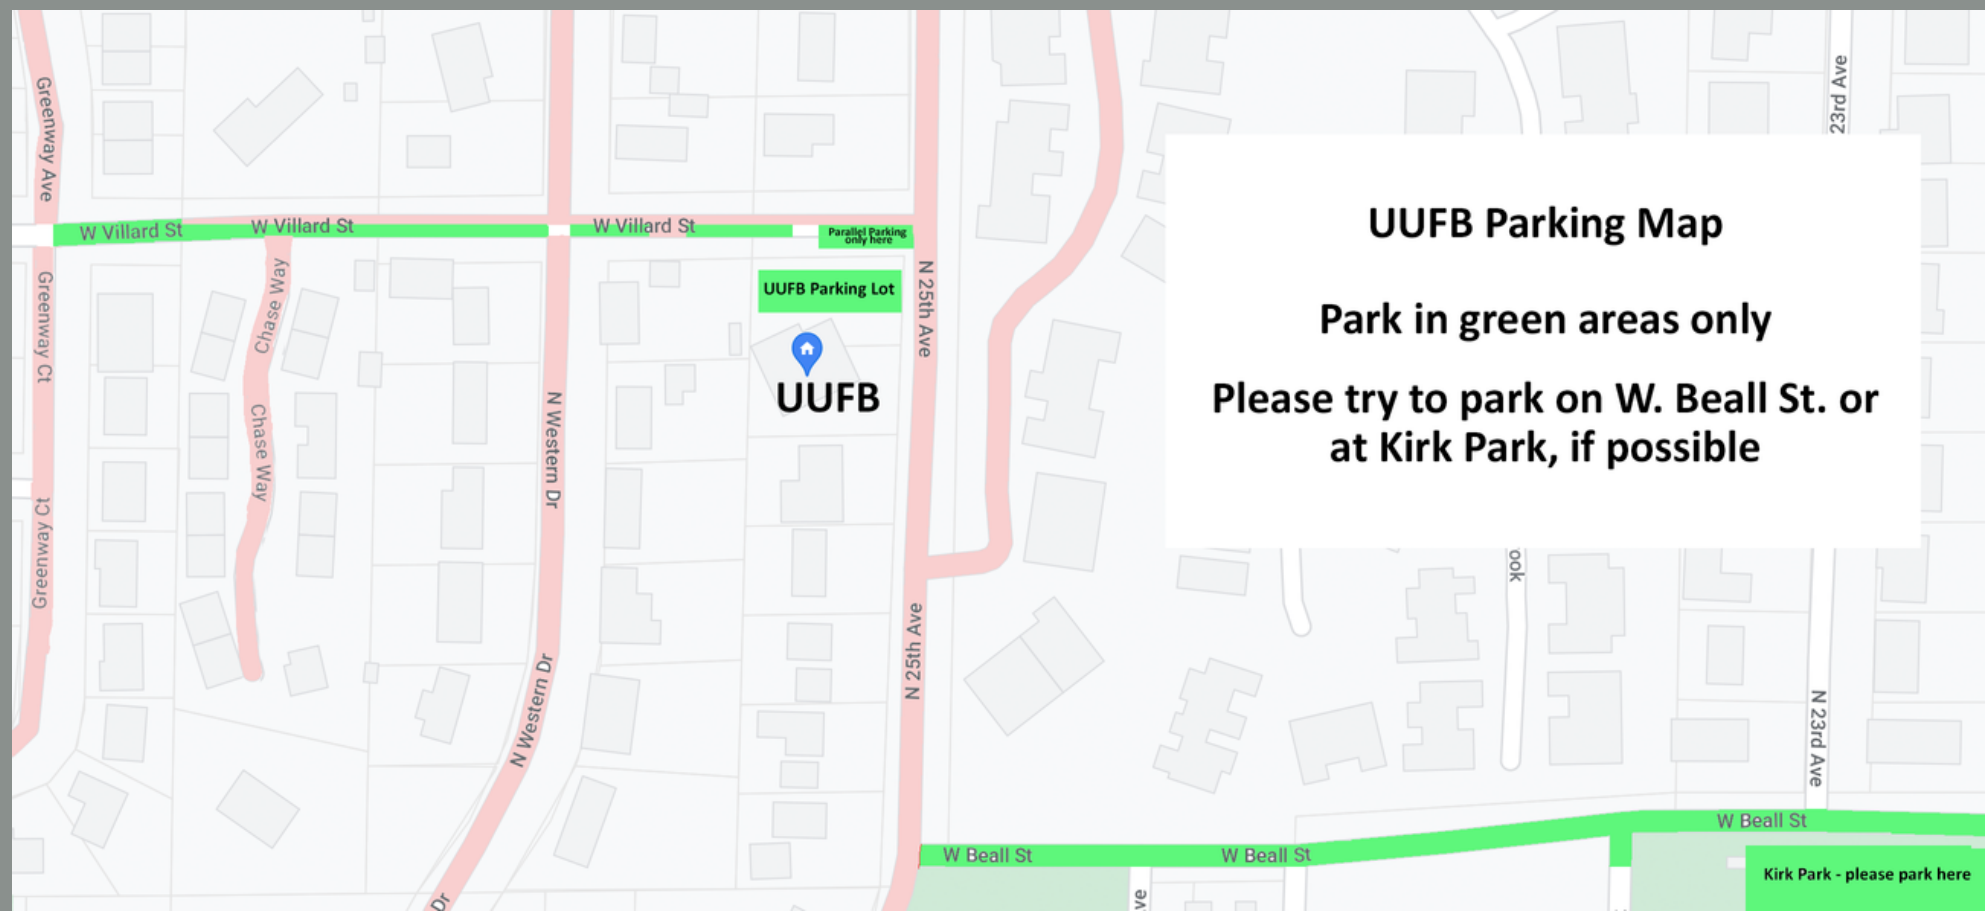 Greenway Ave
23rd Ave
W Villard St
W Villard St
W Villard St
Parallel Parking
only here
UUFB Parking Map
Park in green areas only
Please try to park on W. Beall St. or
at Kirk Park, if possible
Greenway Ct
Chase Way
UUFB Parking Lot
N 25th Ave
UUFB
Chase Way
N Western Dr
Greenway Ct
ook
N 25th Ave
N Western Dr
N 23rd Ave
W Beall St
W Beall St
W Beall St
Kirk Park - please park here
Dr
ve